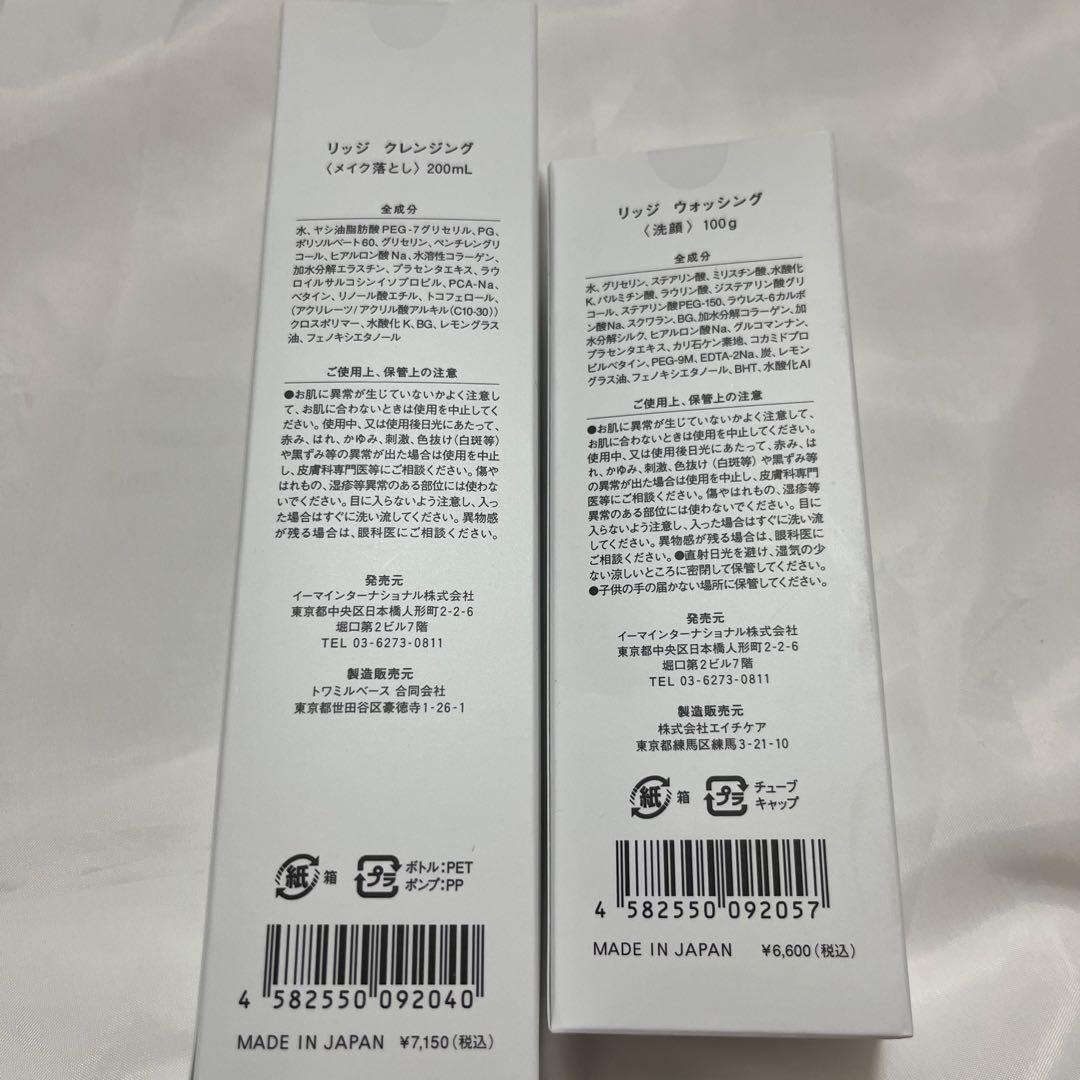 リッジ クレンジング
〈メイク落とし〉200mL
全成分
水、ヤシ油脂肪酸PEG-7グリセリル、PG、
ポリソルベート60、グリセリン、ペンチレングリ
コール、ヒアルロン酸Na、水溶性コラーゲン、
加水分解エラスチン、プラセンタエキス、ラウ
ロイルサルコシンイソプロピル、PCA-Na、
ベタイン、リノール酸エチル、トコフェロール、
（アクリレーツ/アクリル酸アルキル（C10-30））
クロスポリマー、水酸化K、BG、レモングラス
油、フェノキシエタノール
ご使用上、保管上の注意
●お肌に異常が生じていないかよく注意し
て、お肌に合わないときは使用を中止してく
ださい。使用中、又は使用後日光にあたって、
赤み、はれ、かゆみ、刺激、色抜け（白斑等）
や黒ずみ等の異常が出た場合は使用を中止
し、皮膚科専門医等にご相談ください。傷や
はれもの、湿疹等異常のある部位には使わ
ないでください。目に入らないよう注意し、入っ
た場合はすぐに洗い流してください。異物感
が残る場合は、眼科医にご相談ください。
発売元
イーマインターナショナル株式会社
東京都中央区日本橋人形町2-2-6
堀口第2ビル7階
TEL 03-6273-0811
製造販売元
トワミルベース 合同会社
東京都世田谷区豪徳寺1-26-1
紙 箱 プラ ボトル:PET
ポンプ:PP
4 582550 092040
MADE IN JAPAN ¥7,150（税込）
リッジ ウォッシング
〈洗顔〉100g
全成分
水、グリセリン、ステアリン酸、ミリスチン酸、水酸化
K、パルミチン酸、ラウリン酸、ジステアリン酸グリ
コール、ステアリン酸PEG-150、ラウレス-6カルボ
ン酸Na、スクワラン、BG、加水分解コラーゲン、加
水分解シルク、ヒアルロン酸Na、グルコマンナン、
プラセンタエキス、カリ石ケン素地、コカミドプロ
ピルベタイン、PEG-9M、EDTA-2Na、炭、レモン
グラス油、フェノキシエタノール、BHT、水酸化Al
ご使用上、保管上の注意
●お肌に異常が生じていないかよく注意して、
お肌に合わないときは使用を中止してください。
使用中、又は使用後日光にあたって、赤み、は
れ、かゆみ、刺激、色抜け（白斑等）や黒ずみ等
の異常が出た場合は使用を中止し、皮膚科専門
医等にご相談ください。傷やはれもの、湿疹等
異常のある部位には使わないでください。目に
入らないよう注意し、入った場合はすぐに洗い流
してください。異物感が残る場合は、眼科医にご
相談ください。●直射日光を避け、湿気の少
ない涼しいところに密閉して保管してください。
●子供の手の届かない場所に保管してください。
発売元
イーマインターナショナル株式会社
東京都中央区日本橋人形町2-2-6
堀口第2ビル7階
TEL 03-6273-0811
製造販売元
株式会社エイチケア
東京都練馬区練馬3-21-10
紙 箱 プラ チューブ
キャップ
4 582550 092057
MADE IN JAPAN ¥6,600（税込）